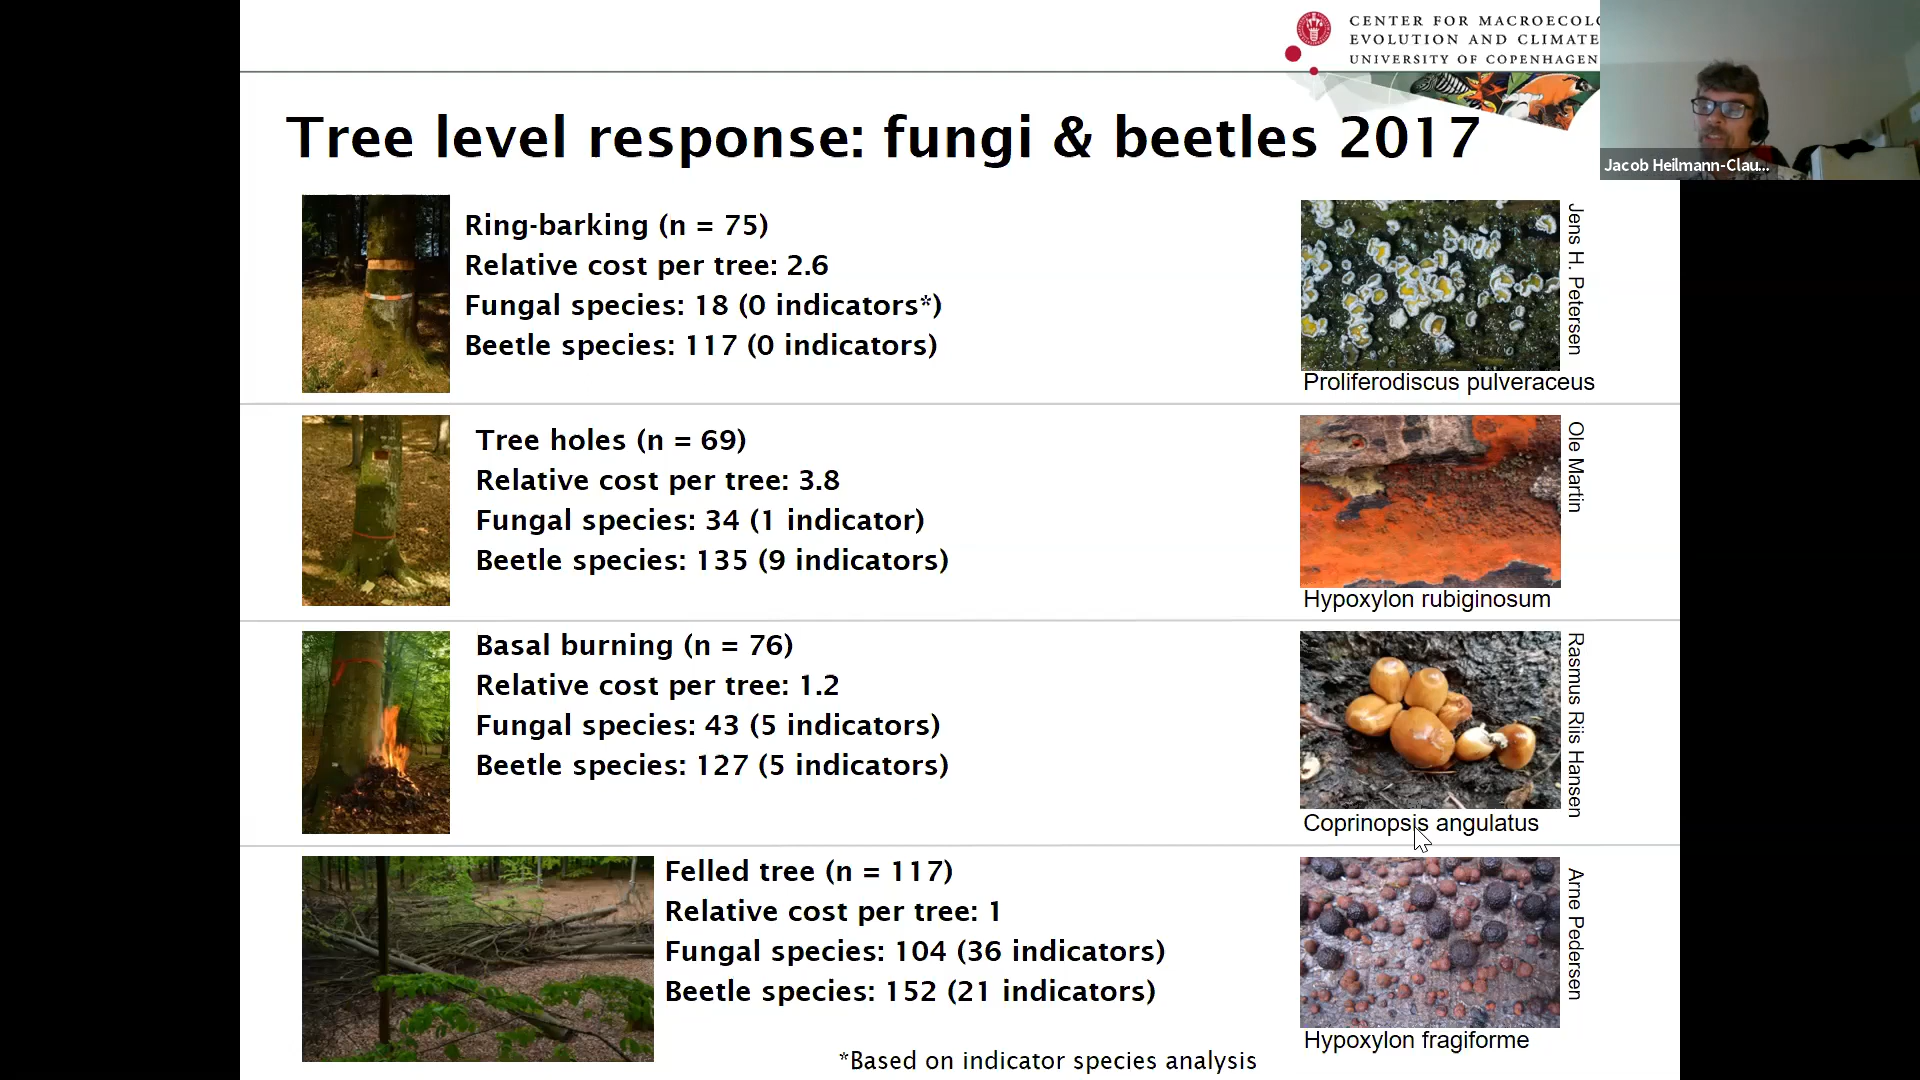 CENTER FOR MACROECOLO
EVOLUTION AND CLIMATE
UNIVERSITY OF COPENHAGEN
Jacob Heilmann-Clau...
Tree level response: fungi & beetles 2017
Ring-barking (n = 75)
Relative cost per tree: 2.6
Fungal species: 18 (0 indicators*)
Beetle species: 117 (0 indicators)
Jens H. Petersen
Proliferodiscus pulveraceus
Tree holes (n = 69)
Relative cost per tree: 3.8
Fungal species: 34 (1 indicator)
Beetle species: 135 (9 indicators)
Ole Martin
Hypoxylon rubiginosum
Basal burning (n = 76)
Relative cost per tree: 1.2
Fungal species: 43 (5 indicators)
Beetle species: 127 (5 indicators)
Rasmus Riis Hansen
Coprinopsis angulatus
Felled tree (n = 117)
Relative cost per tree: 1
Fungal species: 104 (36 indicators)
Beetle species: 152 (21 indicators)
Arne Pedersen
Hypoxylon fragiforme
*Based on indicator species analysis